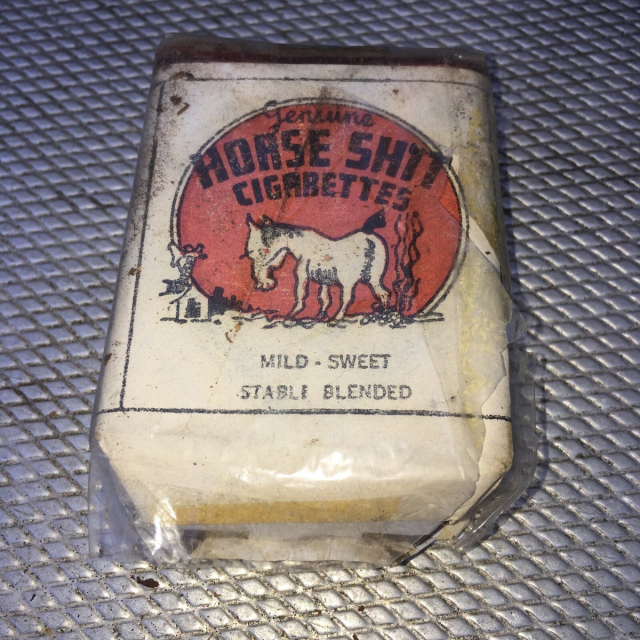 Genuine
HORSE SHIT
CIGARETTES
MILD - SWEET
STABLE BLENDED